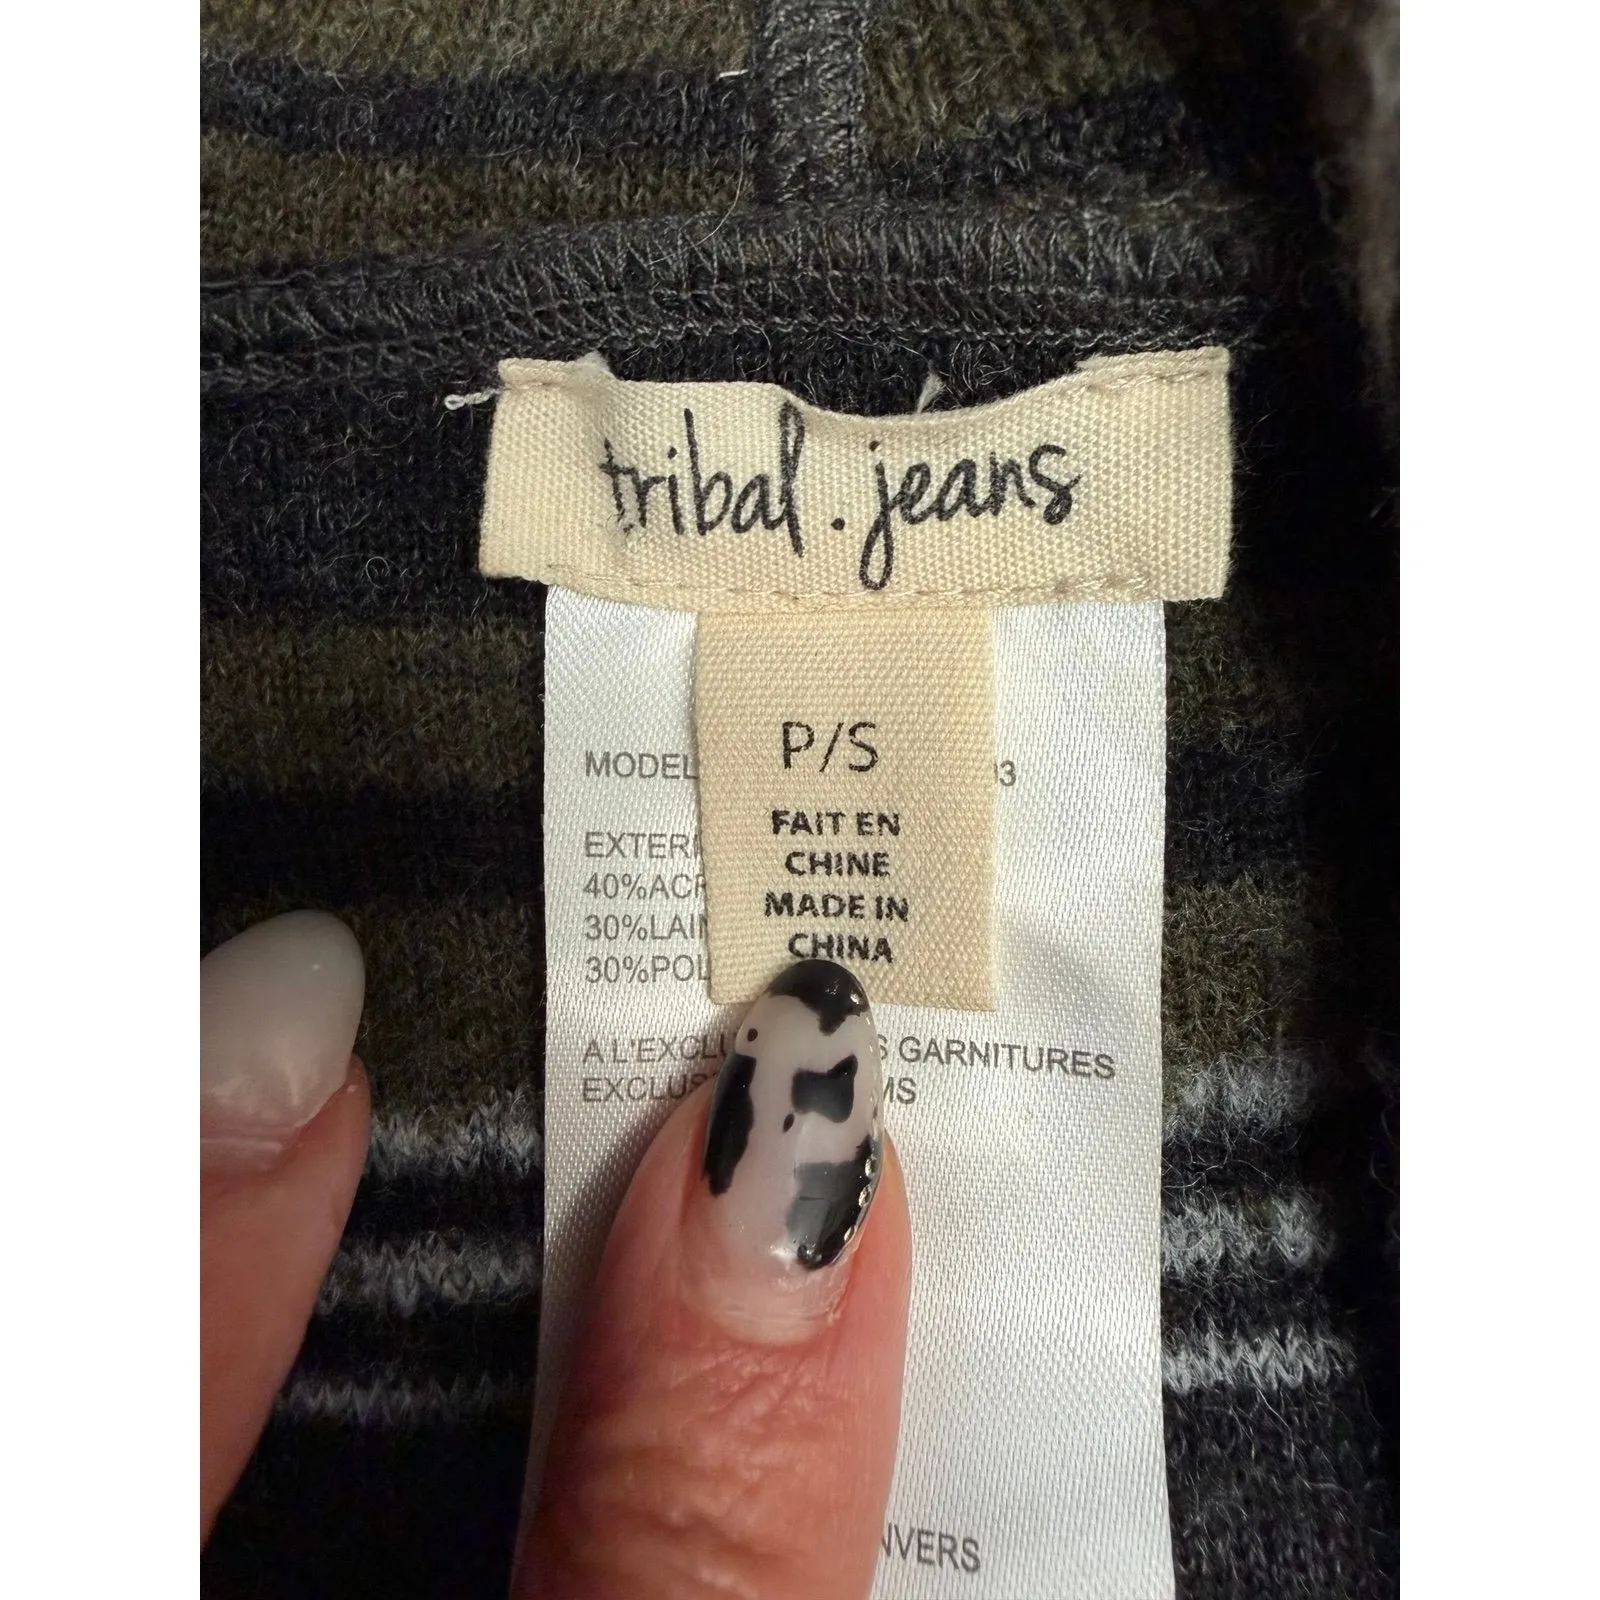 tribal . jeans
P/S
FAIT EN
CHINE
MADE IN
CHINA
MODEL
EXTER
40%ACR
30%LAIN
30%POL
A L'EXCLU S GARNITURES
EXCLUS MS
NVERS